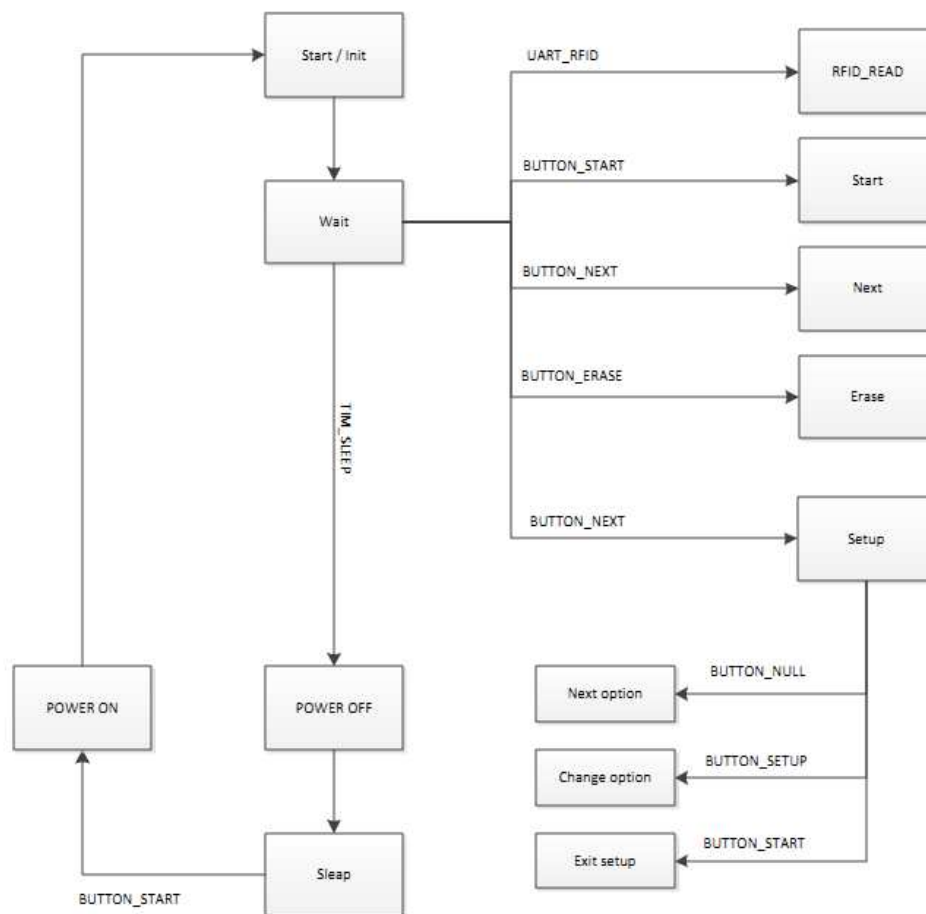 Start / Init
UART_RFID
RFID_READ
BUTTON_START
Start
Wait
BUTTON_NEXT
Next
BUTTON_ERASE
Erase
TIM_SLEEP
BUTTON_NEXT
Setup
BUTTON_NULL
Next option
POWER ON
POWER OFF
BUTTON_SETUP
Change option
BUTTON_START
Exit setup
Sleap
BUTTON_START